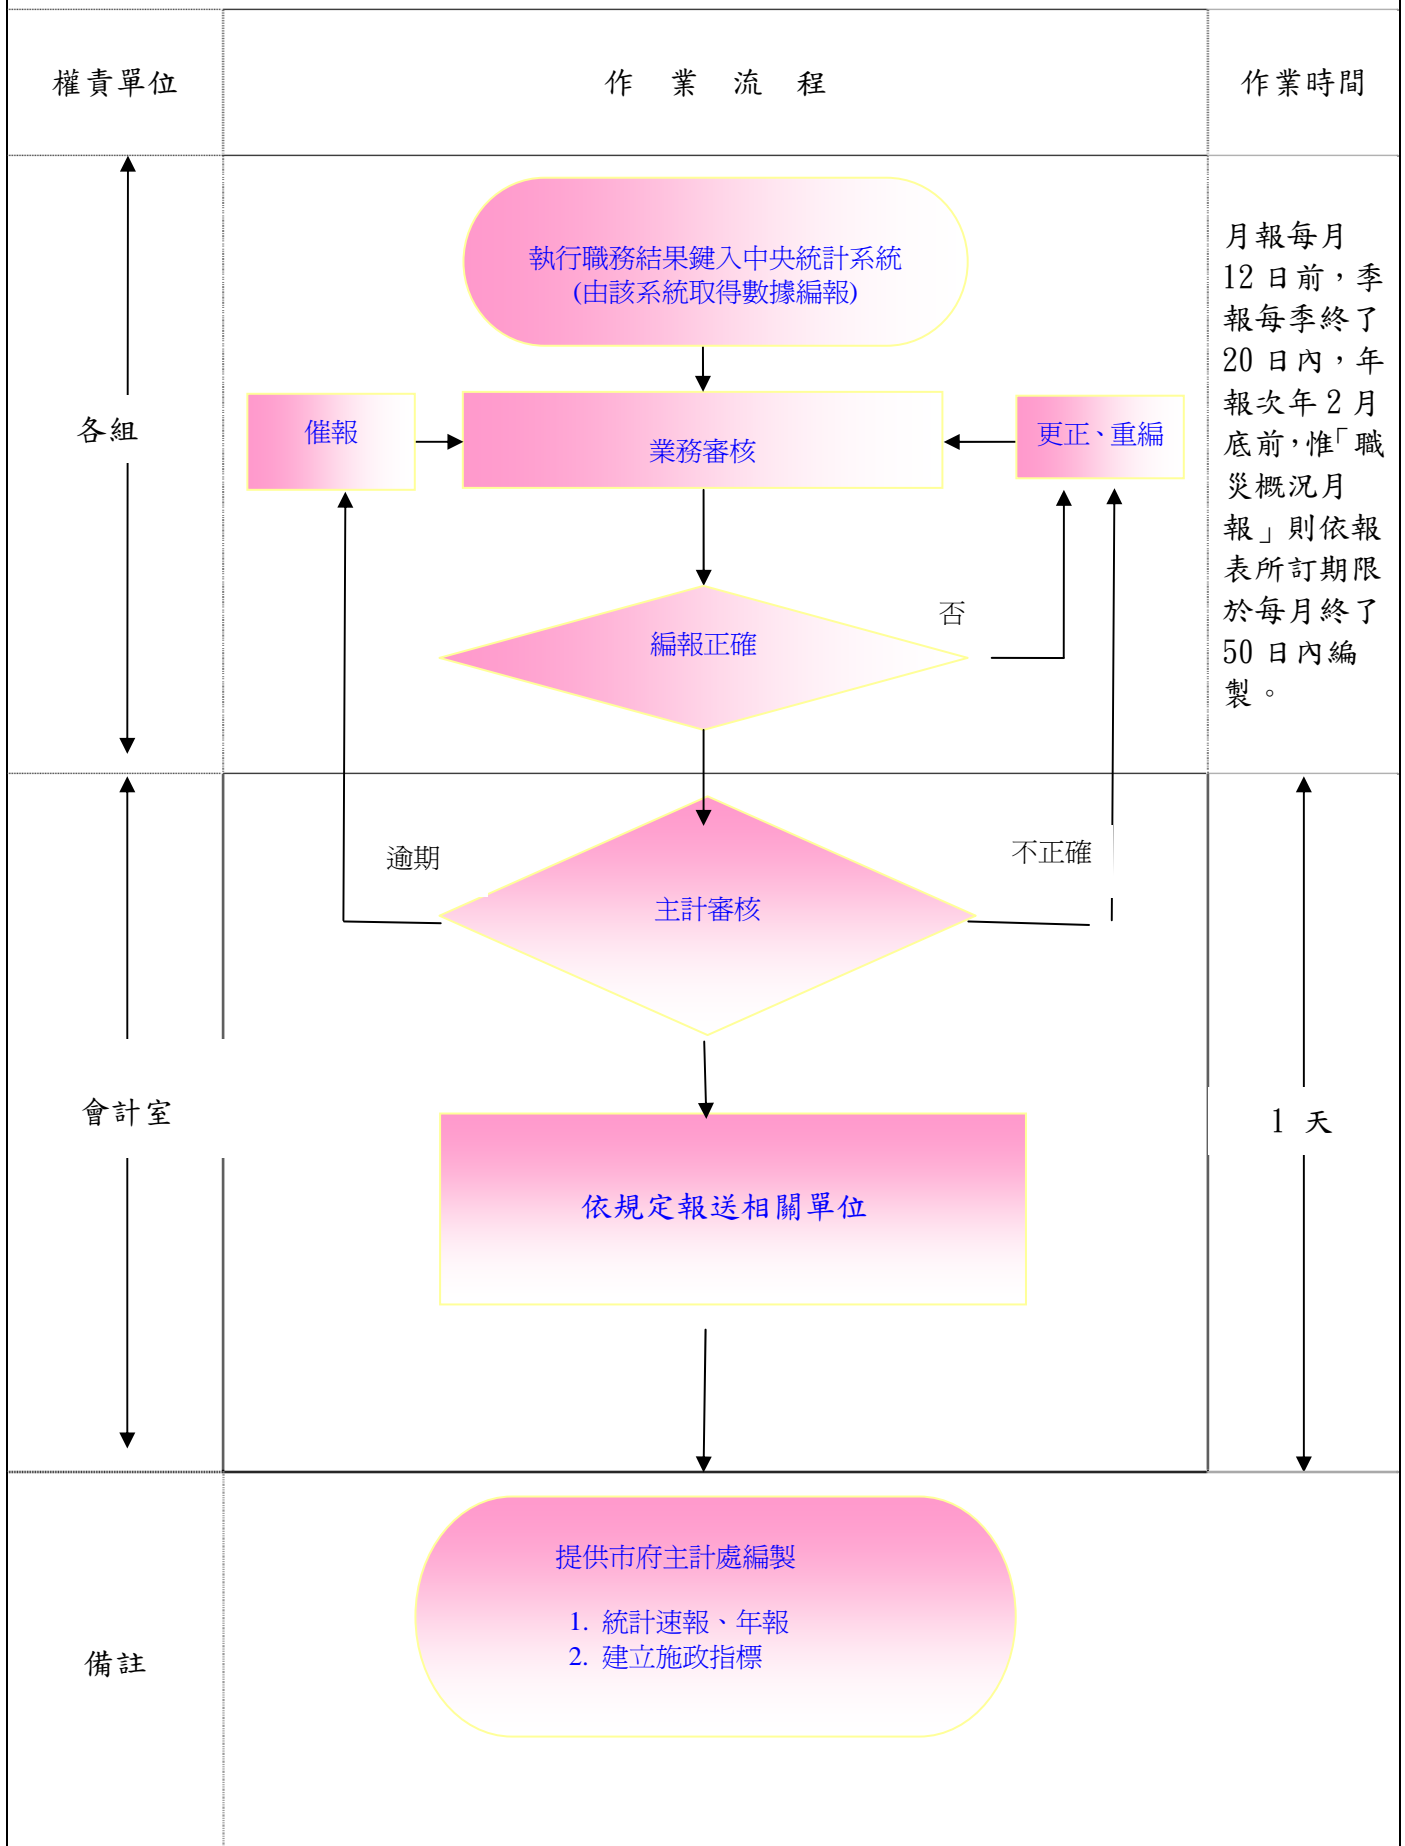 權責單位
作業流程
作業時間
各組
執行職務結果鍵入中央統計系統
(由該系統取得數據編報)
催報
業務審核
更正、重編
編報正確
否
月報每月
12日前，季
報每季終了
20日內，年
報次年2月
底前，惟「職
災概況月
報」則依報
表所訂期限
於每月終了
50日內編
製。
會計室
逾期
主計審核
不正確
依規定報送相關單位
1 天
備註
提供市府主計處編製
1. 統計速報、年報
2. 建立施政指標